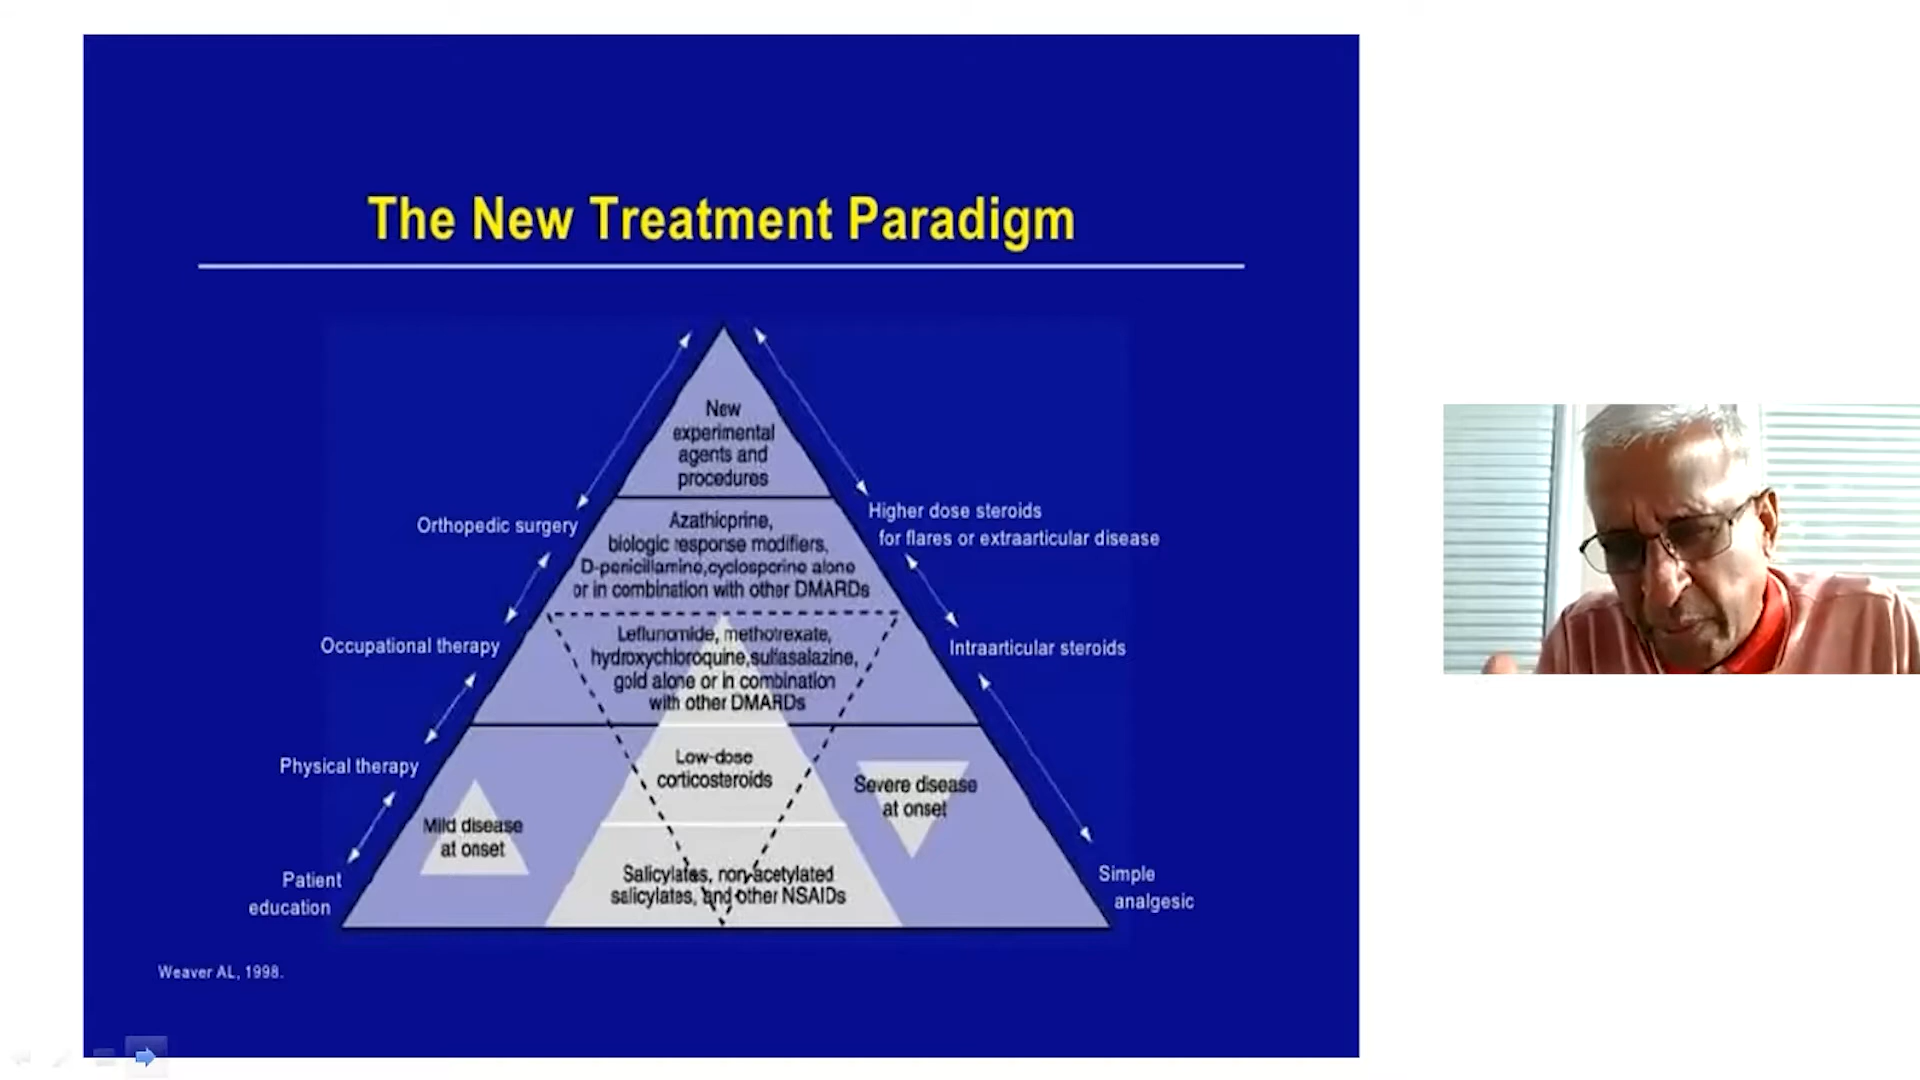 The New Treatment Paradigm
New
experimental
agents and
procedures
Orthopedic surgery
Higher dose steroids
for flares or extraarticular disease
Azathioprine,
biologic response modifiers,
D-penicillamine,cyclosporine alone
or in combination with other DMARDs
Occupational therapy
Leflunomide, methotrexate,
hydroxychloroquine,sulfasalazine,
gold alone or in combination
with other DMARDs
Intraarticular steroids
Physical therapy
Low-dose
corticosteroids
Mild disease
at onset
Severe disease
at onset
Patient
education
Salicylates, non-acetylated
salicylates, and other NSAIDs
Simple
analgesic
Weaver AL, 1998.